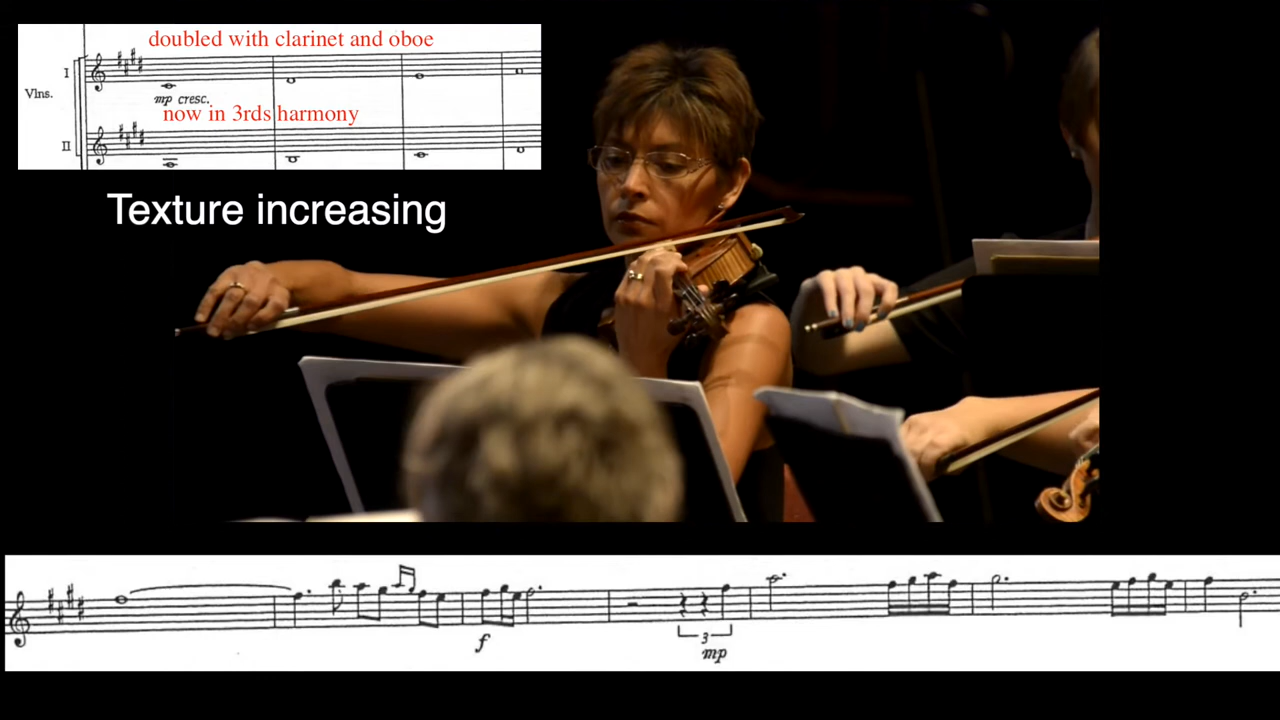 doubled with clarinet and oboe
I
Vlns.
mp cresc.
now in 3rds harmony
II
Texture increasing
f
3
mp